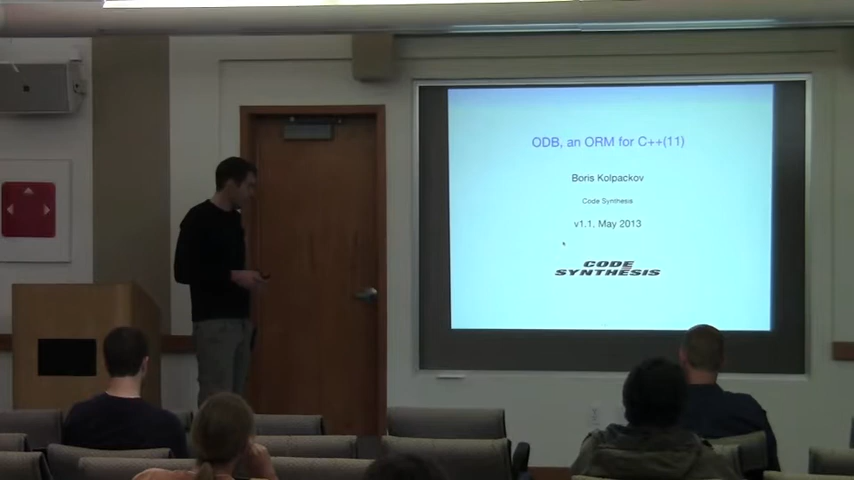 ODB, an ORM for C++(11)
Boris Kolpackov
Code Synthesis
v1.1, May 2013
CODE
SYNTHESIS